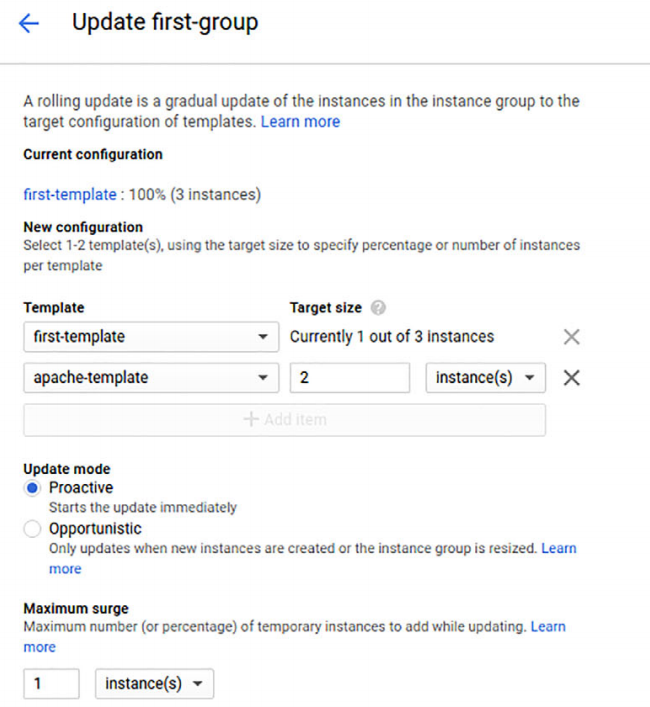 Update first-group
A rolling update is a gradual update of the instances in the instance group to the
target configuration of templates. Learn more
Current configuration
first-template : 100% (3 instances)
New configuration
Select 1-2 template(s), using the target size to specify percentage or number of instances
per template
Template Target size ?
first-template Currently 1 out of 3 instances
apache-template 2 instance(s)
+ Add item
Update mode
Proactive
Starts the update immediately
Opportunistic
Only updates when new instances are created or the instance group is resized. Learn
more
Maximum surge
Maximum number (or percentage) of temporary instances to add while updating. Learn
more
1 instance(s)